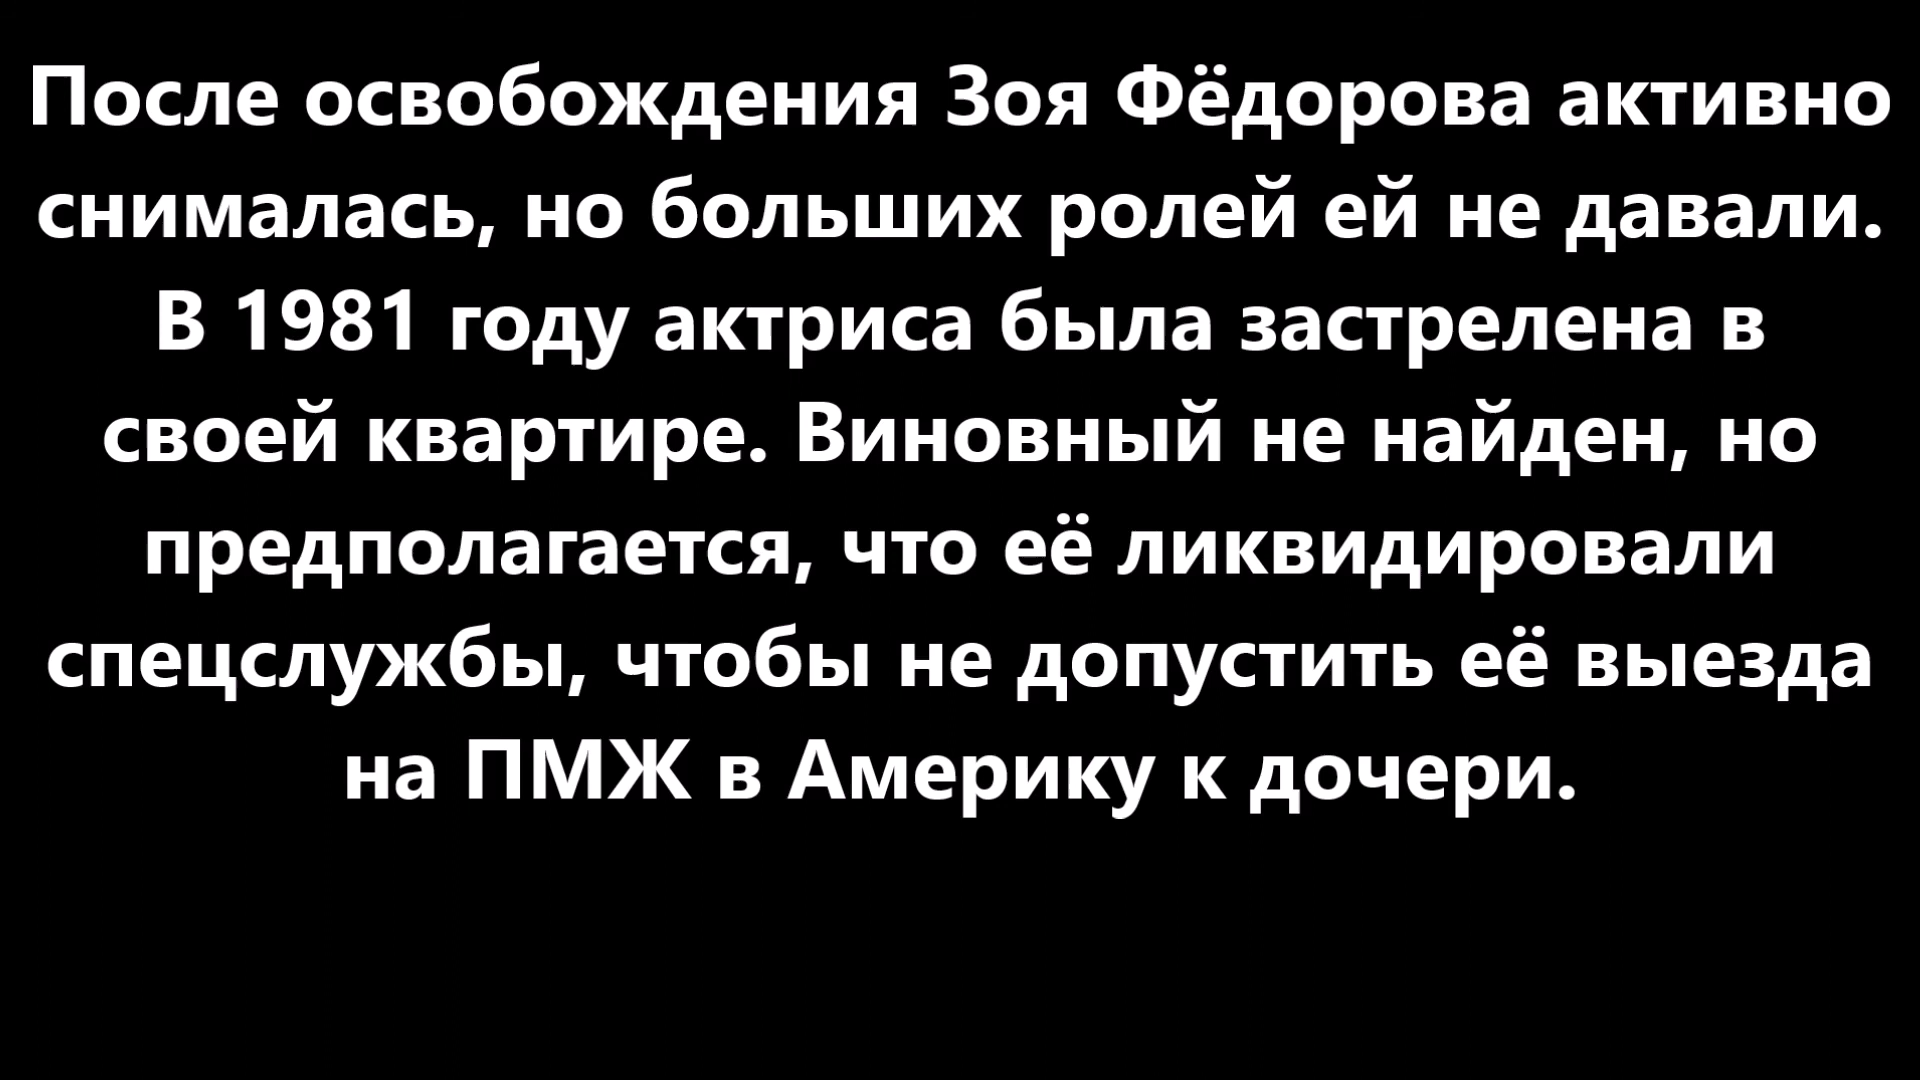 После освобождения Зоя Фёдорова активно
снималась, но больших ролей ей не давали.
В 1981 году актриса была застрелена в
своей квартире. Виновный не найден, но
предполагается, что её ликвидировали
спецслужбы, чтобы не допустить её выезда
на ПМЖ в Америку к дочери.